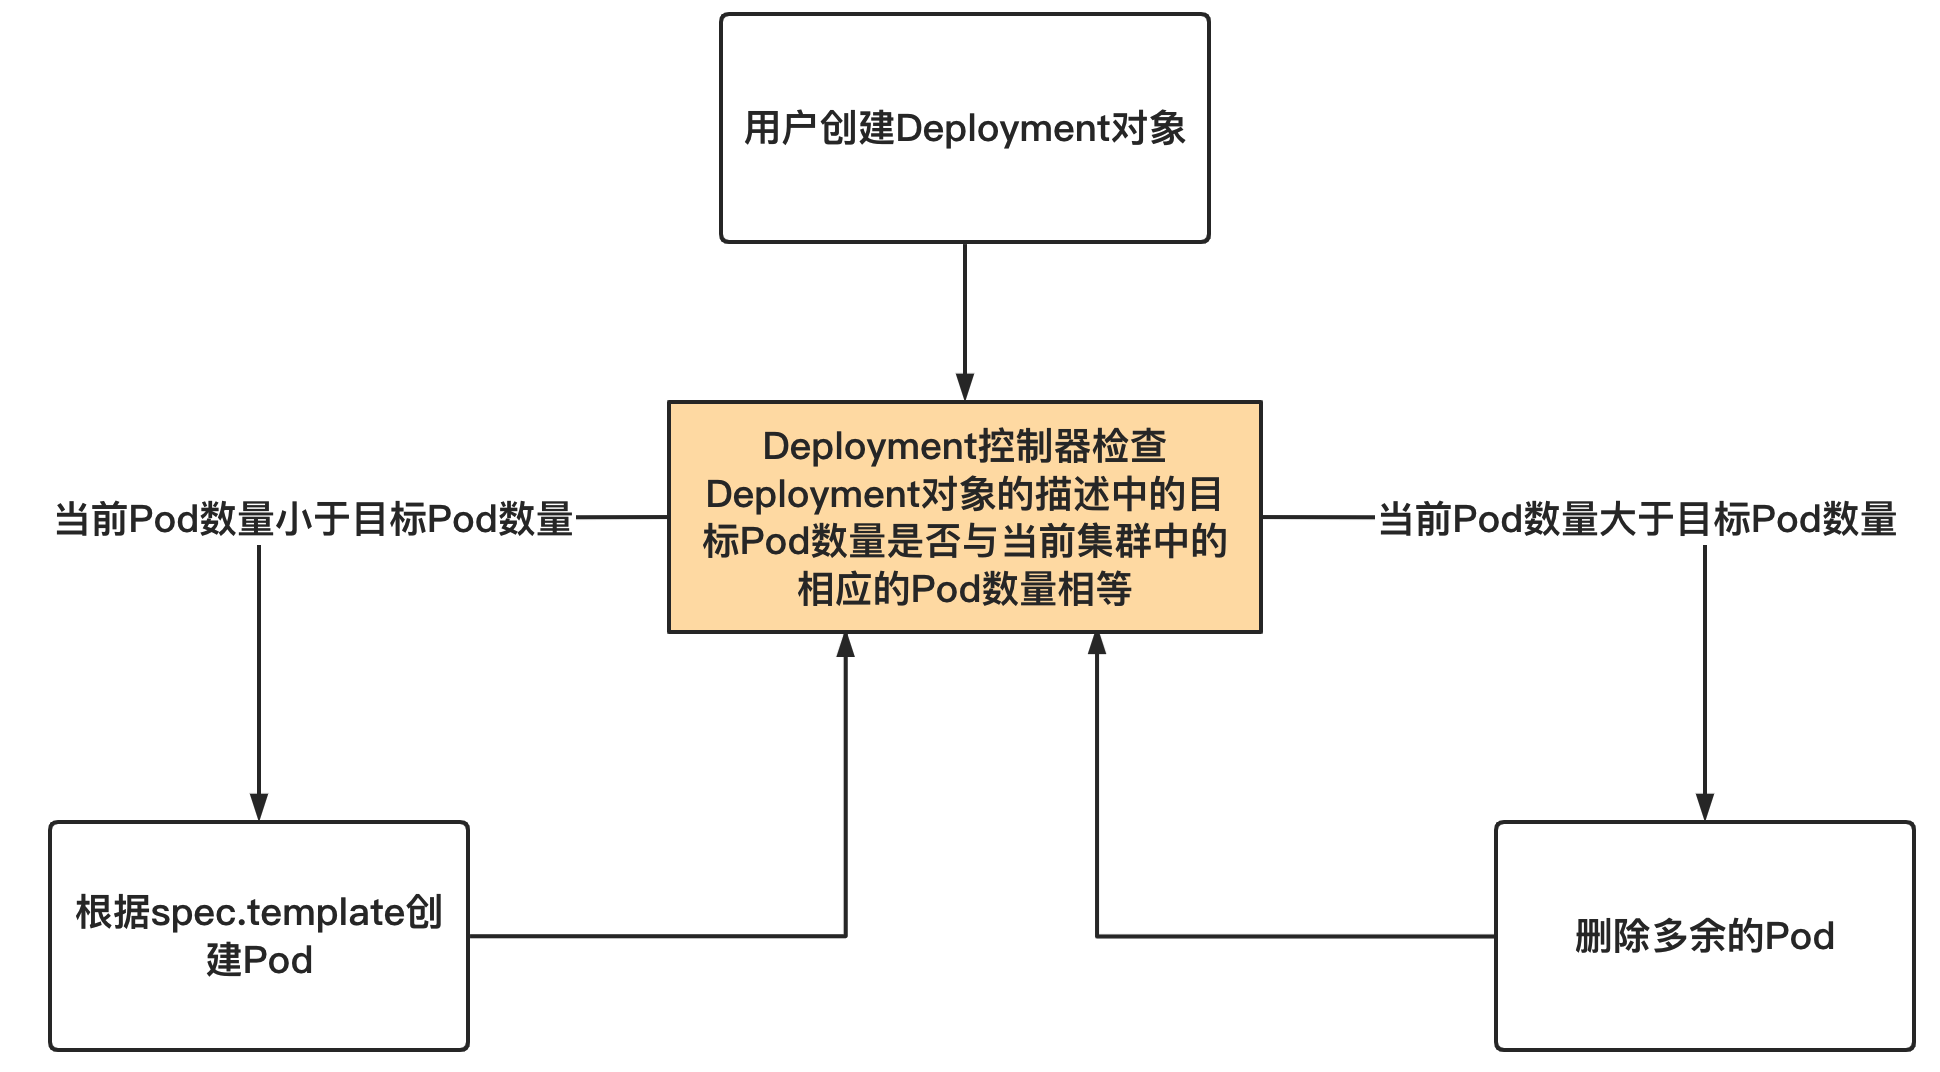 用户创建Deployment对象
Deployment控制器检查
Deployment对象的描述中的目
标Pod数量是否与当前集群中的
相应的Pod数量相等
当前Pod数量小于目标Pod数量
当前Pod数量大于目标Pod数量
根据spec.template创
建Pod
删除多余的Pod